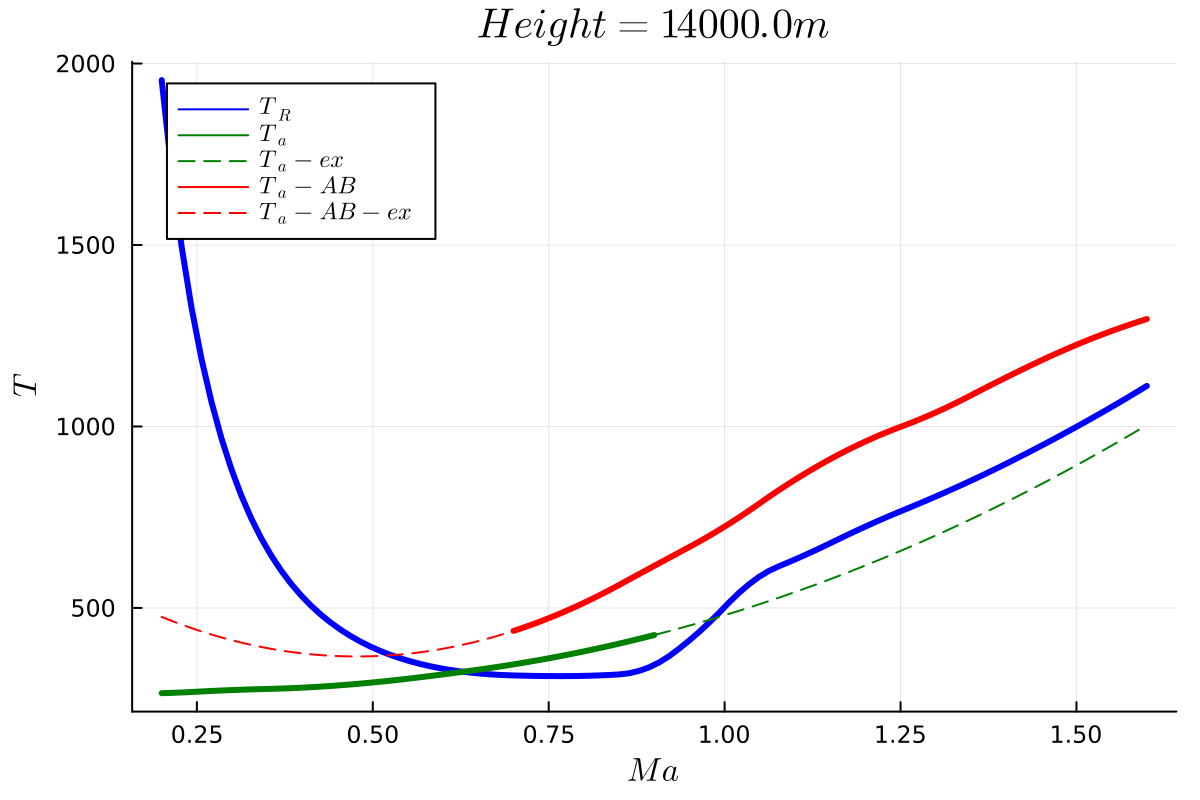 Height = 14000.0m
2000
1500
1000
500
T
T_R
T_a
T_a − ex
T_a − AB
T_a − AB − ex
0.25 0.50 0.75 1.00 1.25 1.50
Ma